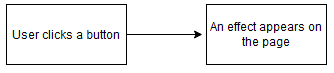 User clicks a button
An effect appears on
the page